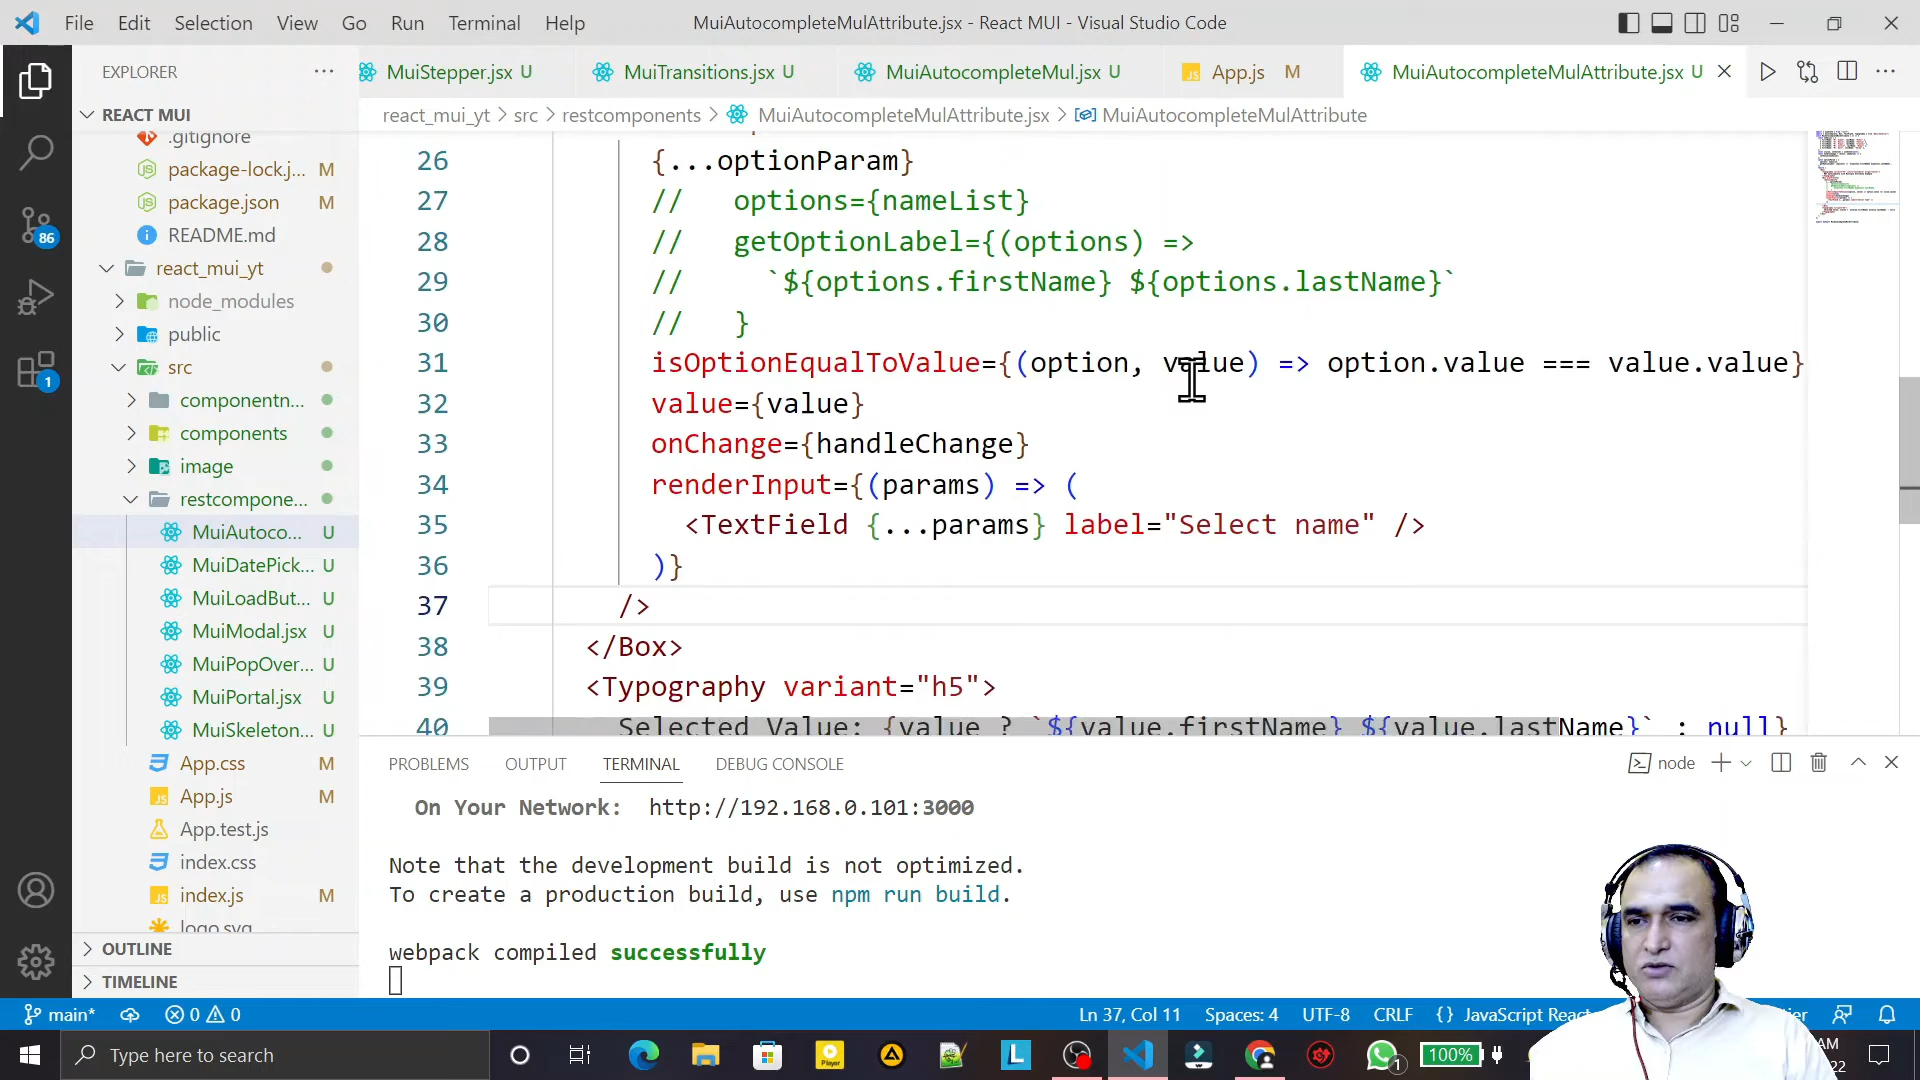 File Edit Selection View Go Run Terminal Help
MuiAutocompleteMulAttribute.jsx - React MUI - Visual Studio Code
EXPLORER
MuiStepper.jsx U
MuiTransitions.jsx U
MuiAutocompleteMul.jsx U
App.js M
MuiAutocompleteMulAttribute.jsx U
REACT MUI
react_mui_yt > src > restcomponents > MuiAutocompleteMulAttribute.jsx > MuiAutocompleteMulAttribute
.gitignore
package-lock.j... M
package.json M
README.md
react_mui_yt
node_modules
public
src
componentn...
components
image
restcompone...
MuiAutoco... U
MuiDatePick... U
MuiLoadBut... U
MuiModal.jsx U
MuiPopOver... U
MuiPortal.jsx U
MuiSkeleton... U
App.css M
App.js M
App.test.js
index.css
index.js M
logo.svg
OUTLINE
TIMELINE
86
1
26 {...optionParam}
27 //   options={nameList}
28 //   getOptionLabel={(options) =>
29 //     `${options.firstName} ${options.lastName}`
30 //   }
31 isOptionEqualToValue={(option, value) => option.value === value.value}
32 value={value}
33 onChange={handleChange}
34 renderInput={(params) => (
35 <TextField {...params} label="Select name" />
36 )}
37 />
38 </Box>
39 <Typography variant="h5">
40 Selected Value: {value ? `${value.firstName} ${value.lastName}` : null}
PROBLEMS OUTPUT TERMINAL DEBUG CONSOLE
node
On Your Network: http://192.168.0.101:3000
Note that the development build is not optimized.
To create a production build, use npm run build.
webpack compiled successfully
main* 0 0
Ln 37, Col 11 Spaces: 4 UTF-8 CRLF {} JavaScript React
Type here to search
100%
1
AM
22